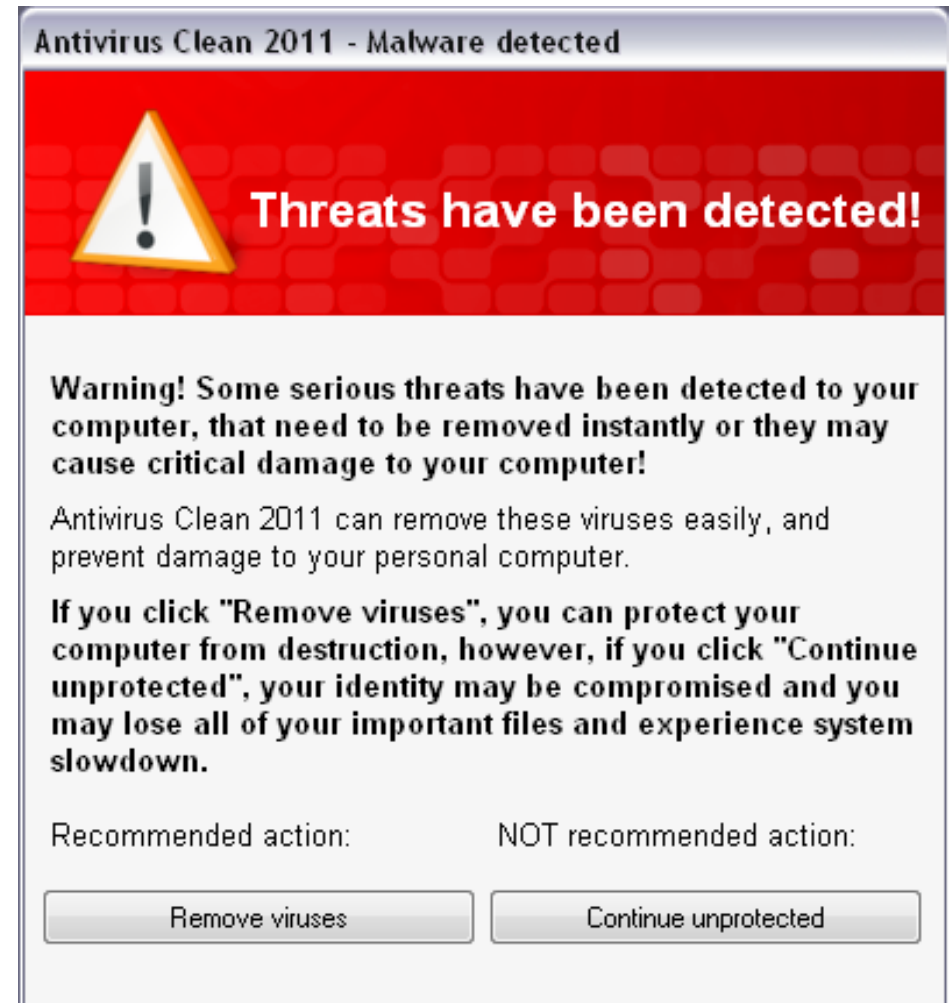 Antivirus Clean 2011 - Malware detected
Threats have been detected!
Warning! Some serious threats have been detected to your
computer, that need to be removed instantly or they may
cause critical damage to your computer!
Antivirus Clean 2011 can remove these viruses easily, and
prevent damage to your personal computer.
If you click "Remove viruses", you can protect your
computer from destruction, however, if you click "Continue
unprotected", your identity may be compromised and you
may lose all of your important files and experience system
slowdown.
Recommended action: NOT recommended action:
Remove viruses Continue unprotected